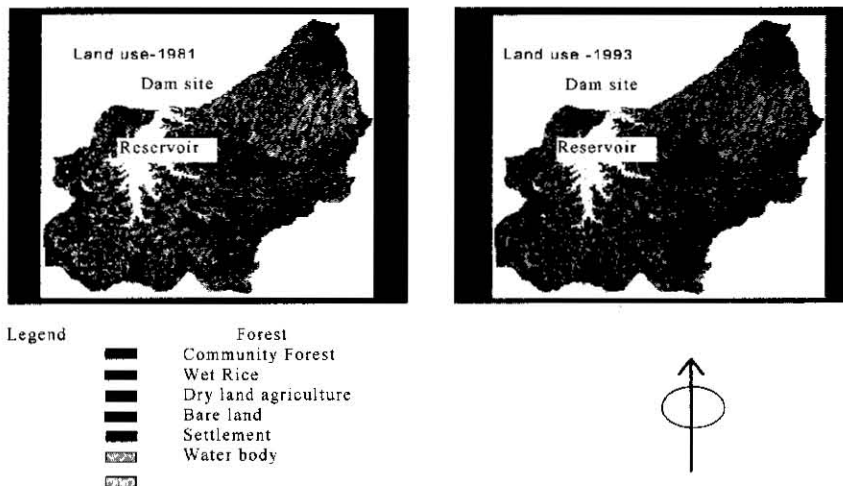 Land use-1981
Dam site
Reservoir
Land use -1993
Dam site
Reservoir
Legend
Forest
Community Forest
Wet Rice
Dry land agriculture
Bare land
Settlement
Water body